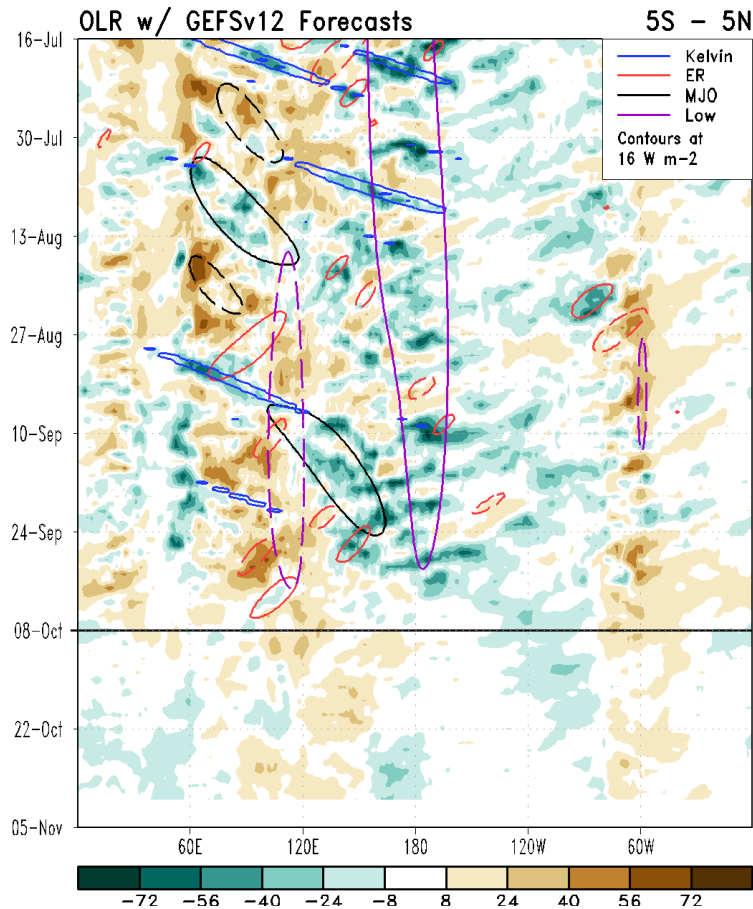 OLR w/ GEFSv12 Forecasts 5S - 5N
Kelvin
ER
MJO
Low
Contours at
16 W m-2
16-Jul
30-Jul
13-Aug
27-Aug
10-Sep
24-Sep
08-Oct
22-Oct
05-Nov
60E 120E 180 120W 60W
-72 -56 -40 -24 -8 8 24 40 56 72